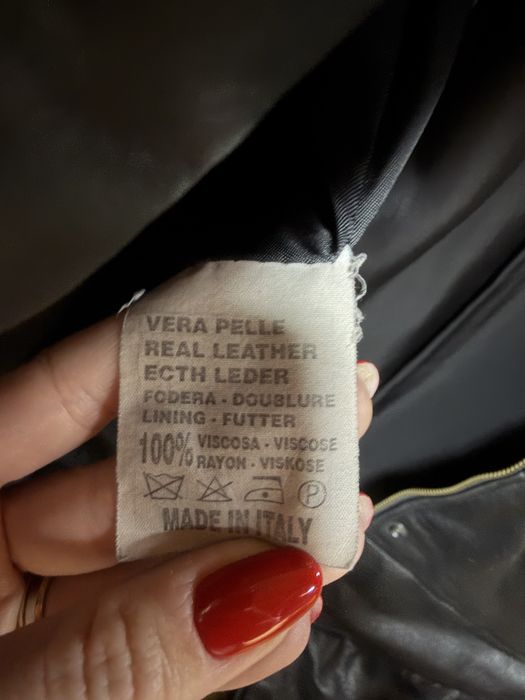 VERA PELLE
REAL LEATHER
ECTH LEDER
FODERA - DOUBLURE
LINING - FUTTER
100% VISCOSA - VISCOSE
RAYON - VISKOSE
P
MADE IN ITALY